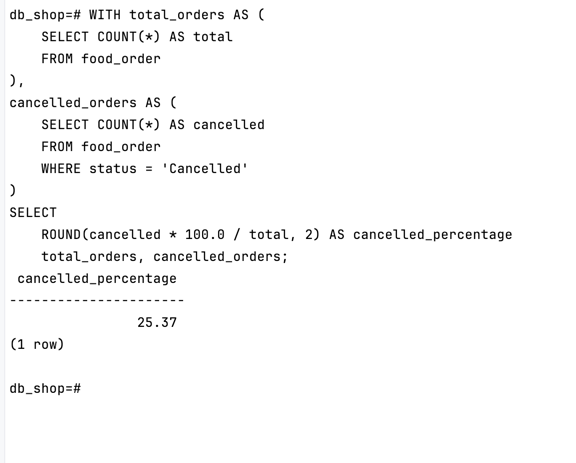 db_shop=# WITH total_orders AS (
    SELECT COUNT(*) AS total
    FROM food_order
),
cancelled_orders AS (
    SELECT COUNT(*) AS cancelled
    FROM food_order
    WHERE status = 'Cancelled'
)
SELECT
    ROUND(cancelled * 100.0 / total, 2) AS cancelled_percentage
    total_orders, cancelled_orders;
 cancelled_percentage
----------------------
                25.37
(1 row)

db_shop=#